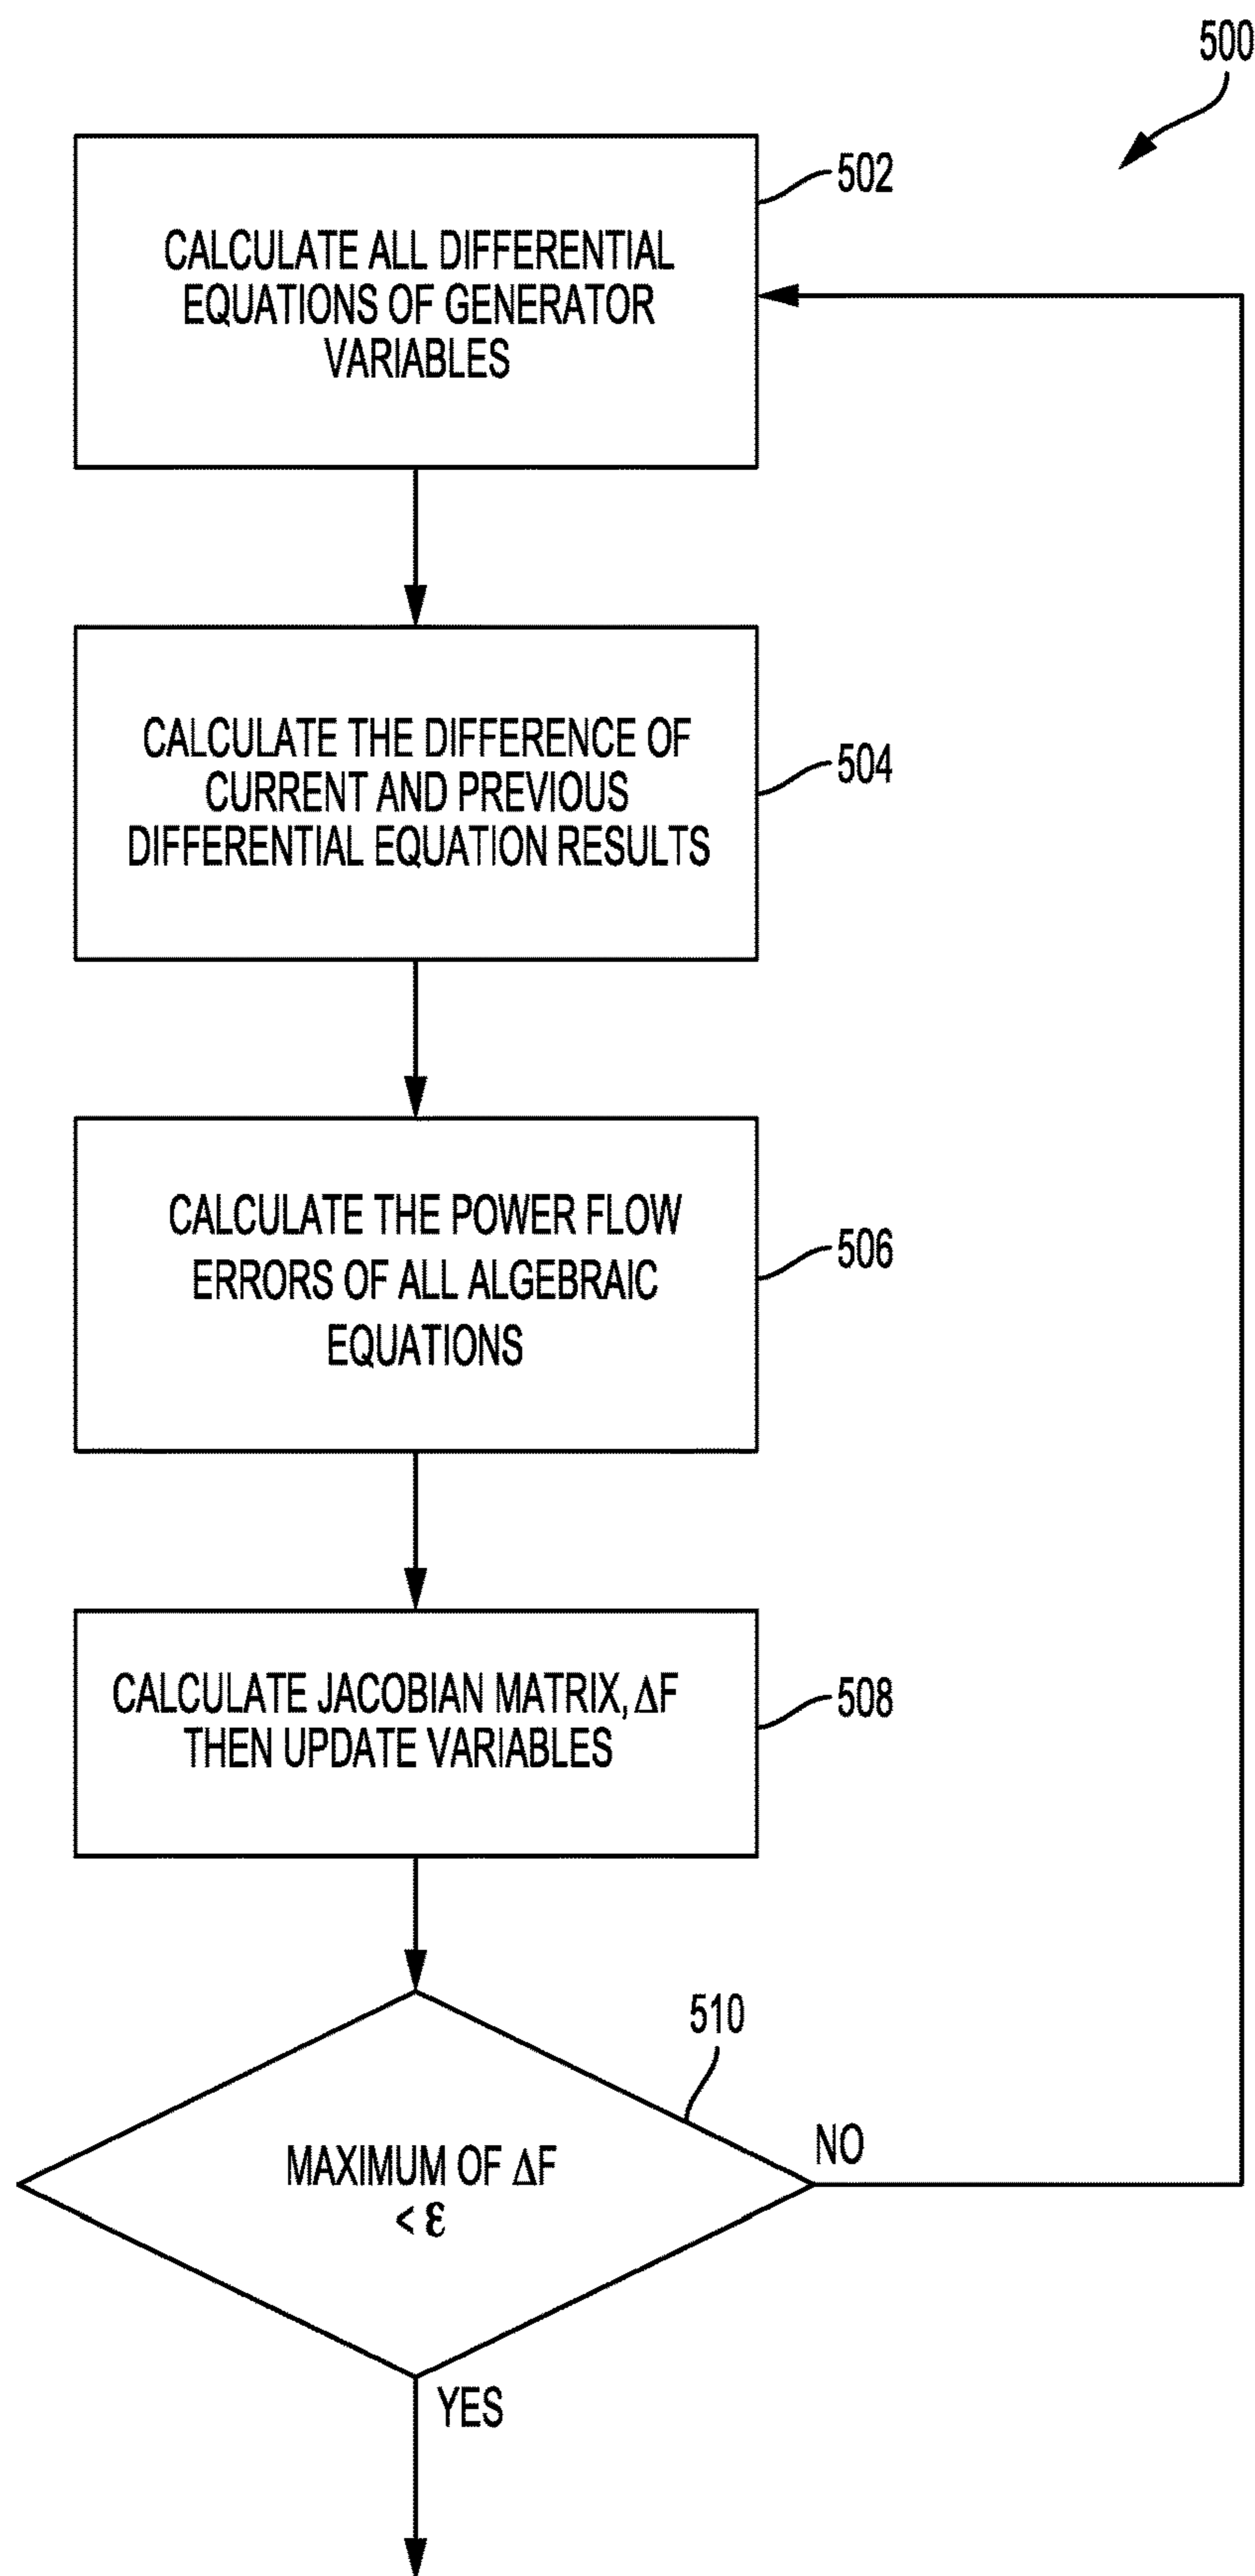 500
502
CALCULATE ALL DIFFERENTIAL
EQUATIONS OF GENERATOR
VARIABLES
504
CALCULATE THE DIFFERENCE OF
CURRENT AND PREVIOUS
DIFFERENTIAL EQUATION RESULTS
506
CALCULATE THE POWER FLOW
ERRORS OF ALL ALGEBRAIC
EQUATIONS
508
CALCULATE JACOBIAN MATRIX, ΔF
THEN UPDATE VARIABLES
510
MAXIMUM OF ΔF
< ε
NO
YES